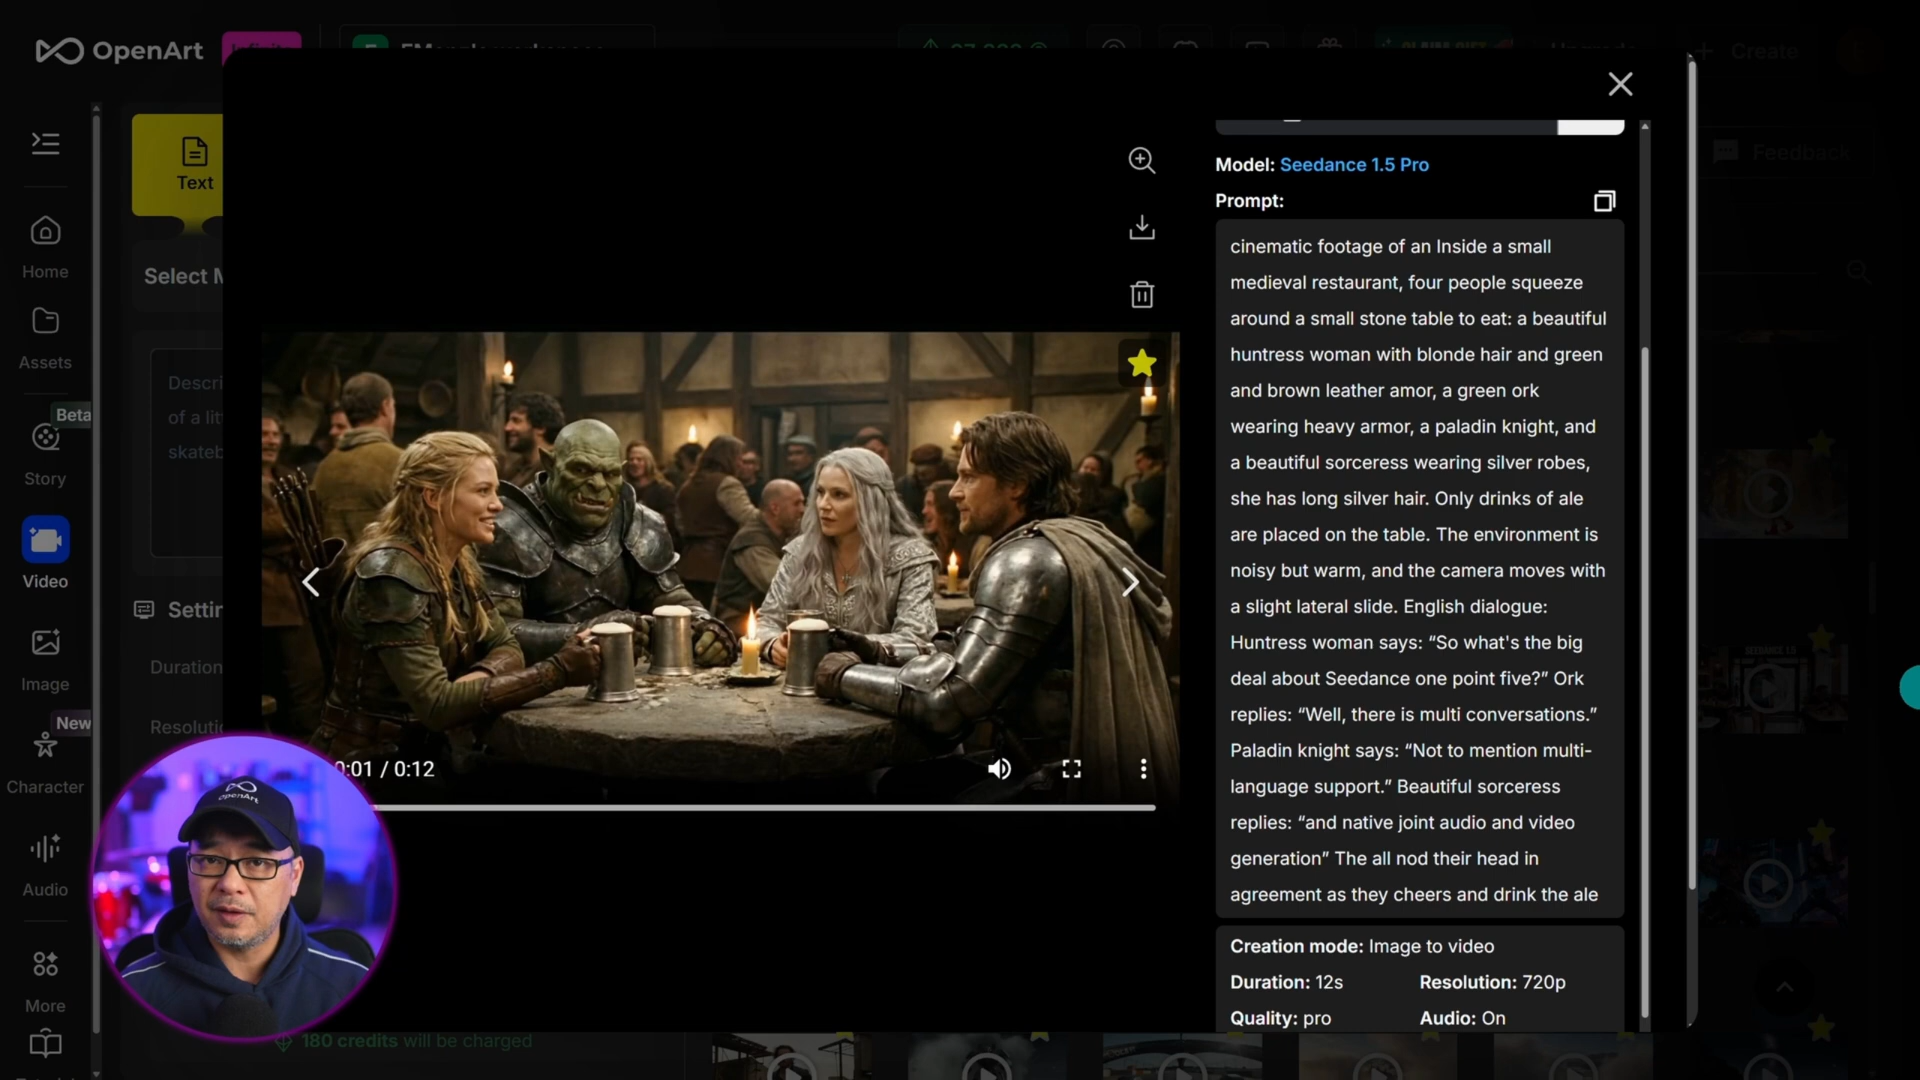 OpenArt
Create
Text
Feedback
Model: Seedance 1.5 Pro
Prompt:
cinematic footage of an Inside a small
medieval restaurant, four people squeeze
around a small stone table to eat: a beautiful
huntress woman with blonde hair and green
and brown leather amor, a green ork
wearing heavy armor, a paladin knight, and
a beautiful sorceress wearing silver robes,
she has long silver hair. Only drinks of ale
are placed on the table. The environment is
noisy but warm, and the camera moves with
a slight lateral slide. English dialogue:
Huntress woman says: “So what's the big
deal about Seedance one point five?” Ork
replies: “Well, there is multi conversations.”
Paladin knight says: “Not to mention multi-
language support.” Beautiful sorceress
replies: “and native joint audio and video
generation” The all nod their head in
agreement as they cheers and drink the ale
Creation mode: Image to video
Duration: 12s
Resolution: 720p
Quality: pro
Audio: On
Home
Assets
Beta
Story
Video
Image
New
Character
Audio
More
Select M
Descri
of a lit
skateb
Settin
Duration
Resolutio
0:01 / 0:12
OpenArt
180 credits will be charged
SEEDANCE 1.5